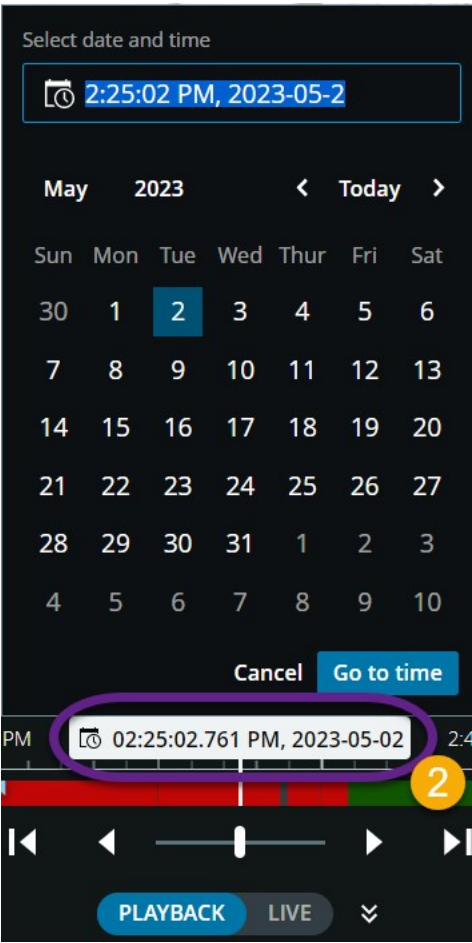 Select date and time
2:25:02 PM, 2023-05-2
May 2023 Today
Sun Mon Tue Wed Thur Fri Sat
30 1 2 3 4 5 6
7 8 9 10 11 12 13
14 15 16 17 18 19 20
21 22 23 24 25 26 27
28 29 30 31 1 2 3
4 5 6 7 8 9 10
Cancel Go to time
PM 02:25:02.761 PM, 2023-05-02 2:4
2
PLAYBACK LIVE